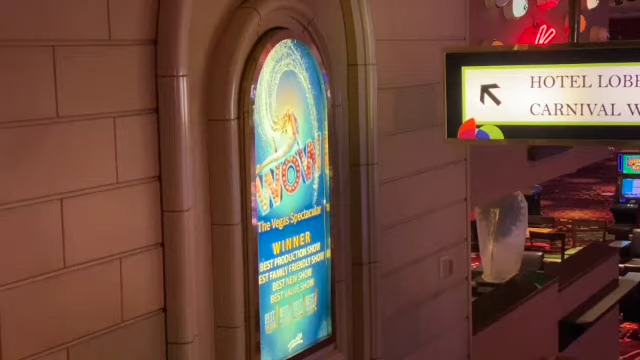 WOW!
The Vegas Spectacular
WINNER
BEST PRODUCTION SHOW
EST FAMILY FRIENDLY SHOW
BEST NEW SHOW
BEST VALUE SHOW
HOTEL LOBB
CARNIVAL W